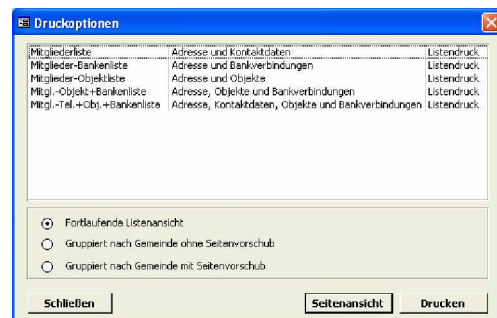 Druckoptionen
Mitgliederliste Adresse und Kontaktdaten Listendruck
Mitglieder-Bankenliste Adresse und Bankverbindungen Listendruck
Mitglieder-Objektliste Adresse und Objekte Listendruck
Mitgl.-Objekt+Bankenliste Adresse, Objekte und Bankverbindungen Listendruck
Mitgl.-Tel.+Obj.+Bankenliste Adresse, Kontaktdaten, Objekte und Bankverbindungen Listendruck
Fortlaufende Listenansicht
Gruppiert nach Gemeinde ohne Seitenvorschub
Gruppiert nach Gemeinde mit Seitenvorschub
Schließen Seitenansicht Drucken